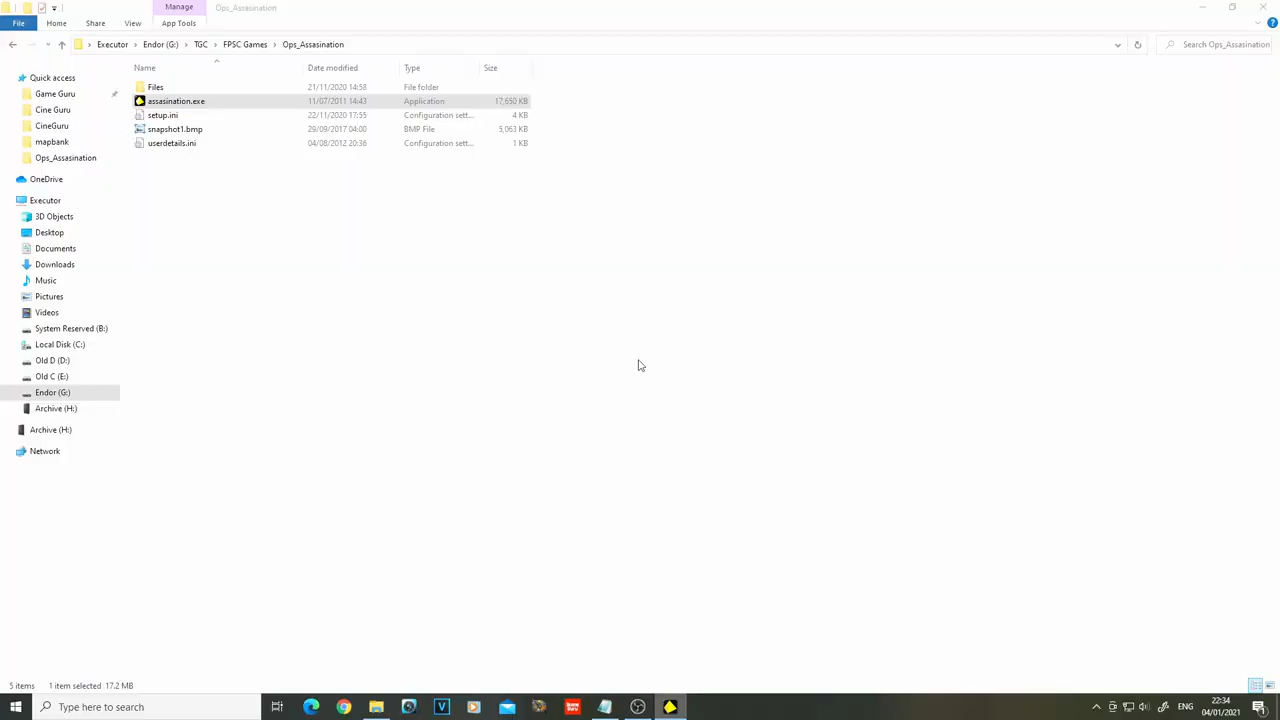 Manage
Ops_Assasination
File
Home
Share
View
App Tools
Executor
Endor (G:)
TGC
FPSC Games
Ops_Assasination
Search Ops_Assasination
Name
Date modified
Type
Size
Files
21/11/2020 14:58
File folder
assasination.exe
11/07/2011 14:43
Application
17,650 KB
setup.ini
22/11/2020 17:55
Configuration sett...
4 KB
snapshot1.bmp
29/09/2017 04:00
BMP File
5,063 KB
userdetails.ini
04/08/2012 20:36
Configuration sett...
1 KB
Quick access
Game Guru
Cine Guru
CineGuru
mapbank
Ops_Assasination
OneDrive
Executor
3D Objects
Desktop
Documents
Downloads
Music
Pictures
Videos
System Reserved (B:)
Local Disk (C:)
Old D (D:)
Old C (E:)
Endor (G:)
Archive (H:)
Archive (H:)
Network
5 items
1 item selected 17.2 MB
Type here to search
ENG
22:34
04/01/2021